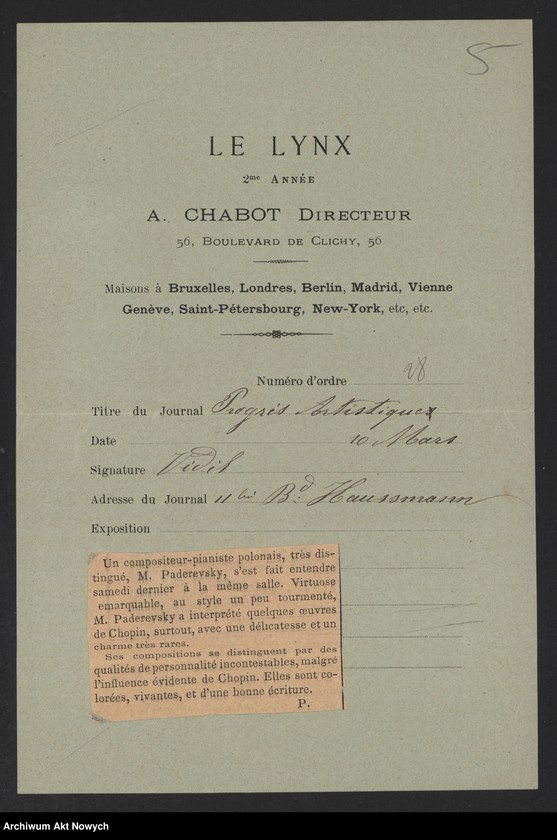 5
LE LYNX
2me ANNÉE
A. CHABOT DIRECTEUR
56, BOULEVARD DE CLICHY, 56
Maisons à Bruxelles, Londres, Berlin, Madrid, Vienne
Genève, Saint-Pétersbourg, New-York, etc, etc.
Numéro d'ordre 28
Titre du Journal Progrès Artistique
Date 10 Mars
Signature Vidil
Adresse du Journal 11 bis Bd Haussmann
Exposition
Un compositeur-pianiste polonais, très dis-
tingué, M. Paderevsky, s'est fait entendre
samedi dernier à la même salle. Virtuose
emarquable, au style un peu tourmenté,
M. Paderevsky a interprété quelques œuvres
de Chopin, surtout, avec une délicatesse et un
charme très rares.
Ses compositions se distinguent par des
qualités de personnalité incontestables, malgré
l'influence évidente de Chopin. Elles sont co-
lorées, vivantes, et d'une bonne écriture.
P.
Archiwum Akt Nowych